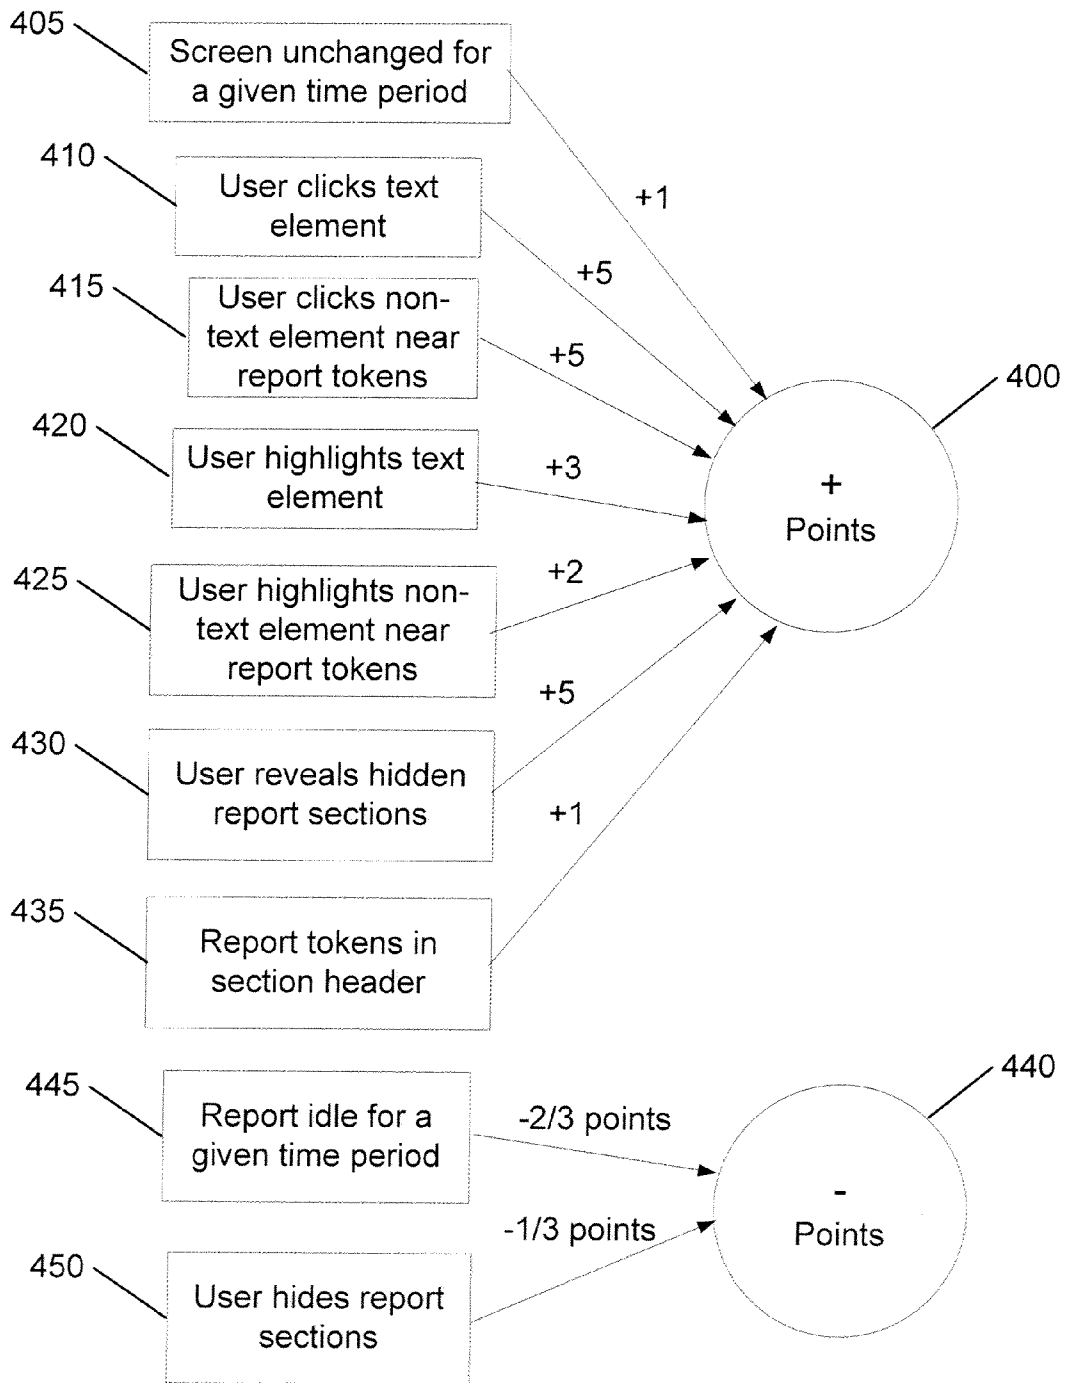 405
Screen unchanged for
a given time period
+1
410
User clicks text
element
+5
415
User clicks non-
text element near
report tokens
+5
400
+
Points
420
User highlights text
element
+3
425
User highlights non-
text element near
report tokens
+2
430
User reveals hidden
report sections
+5
435
Report tokens in
section header
+1
445
Report idle for a
given time period
-2/3 points
440
-
Points
450
User hides report
sections
-1/3 points